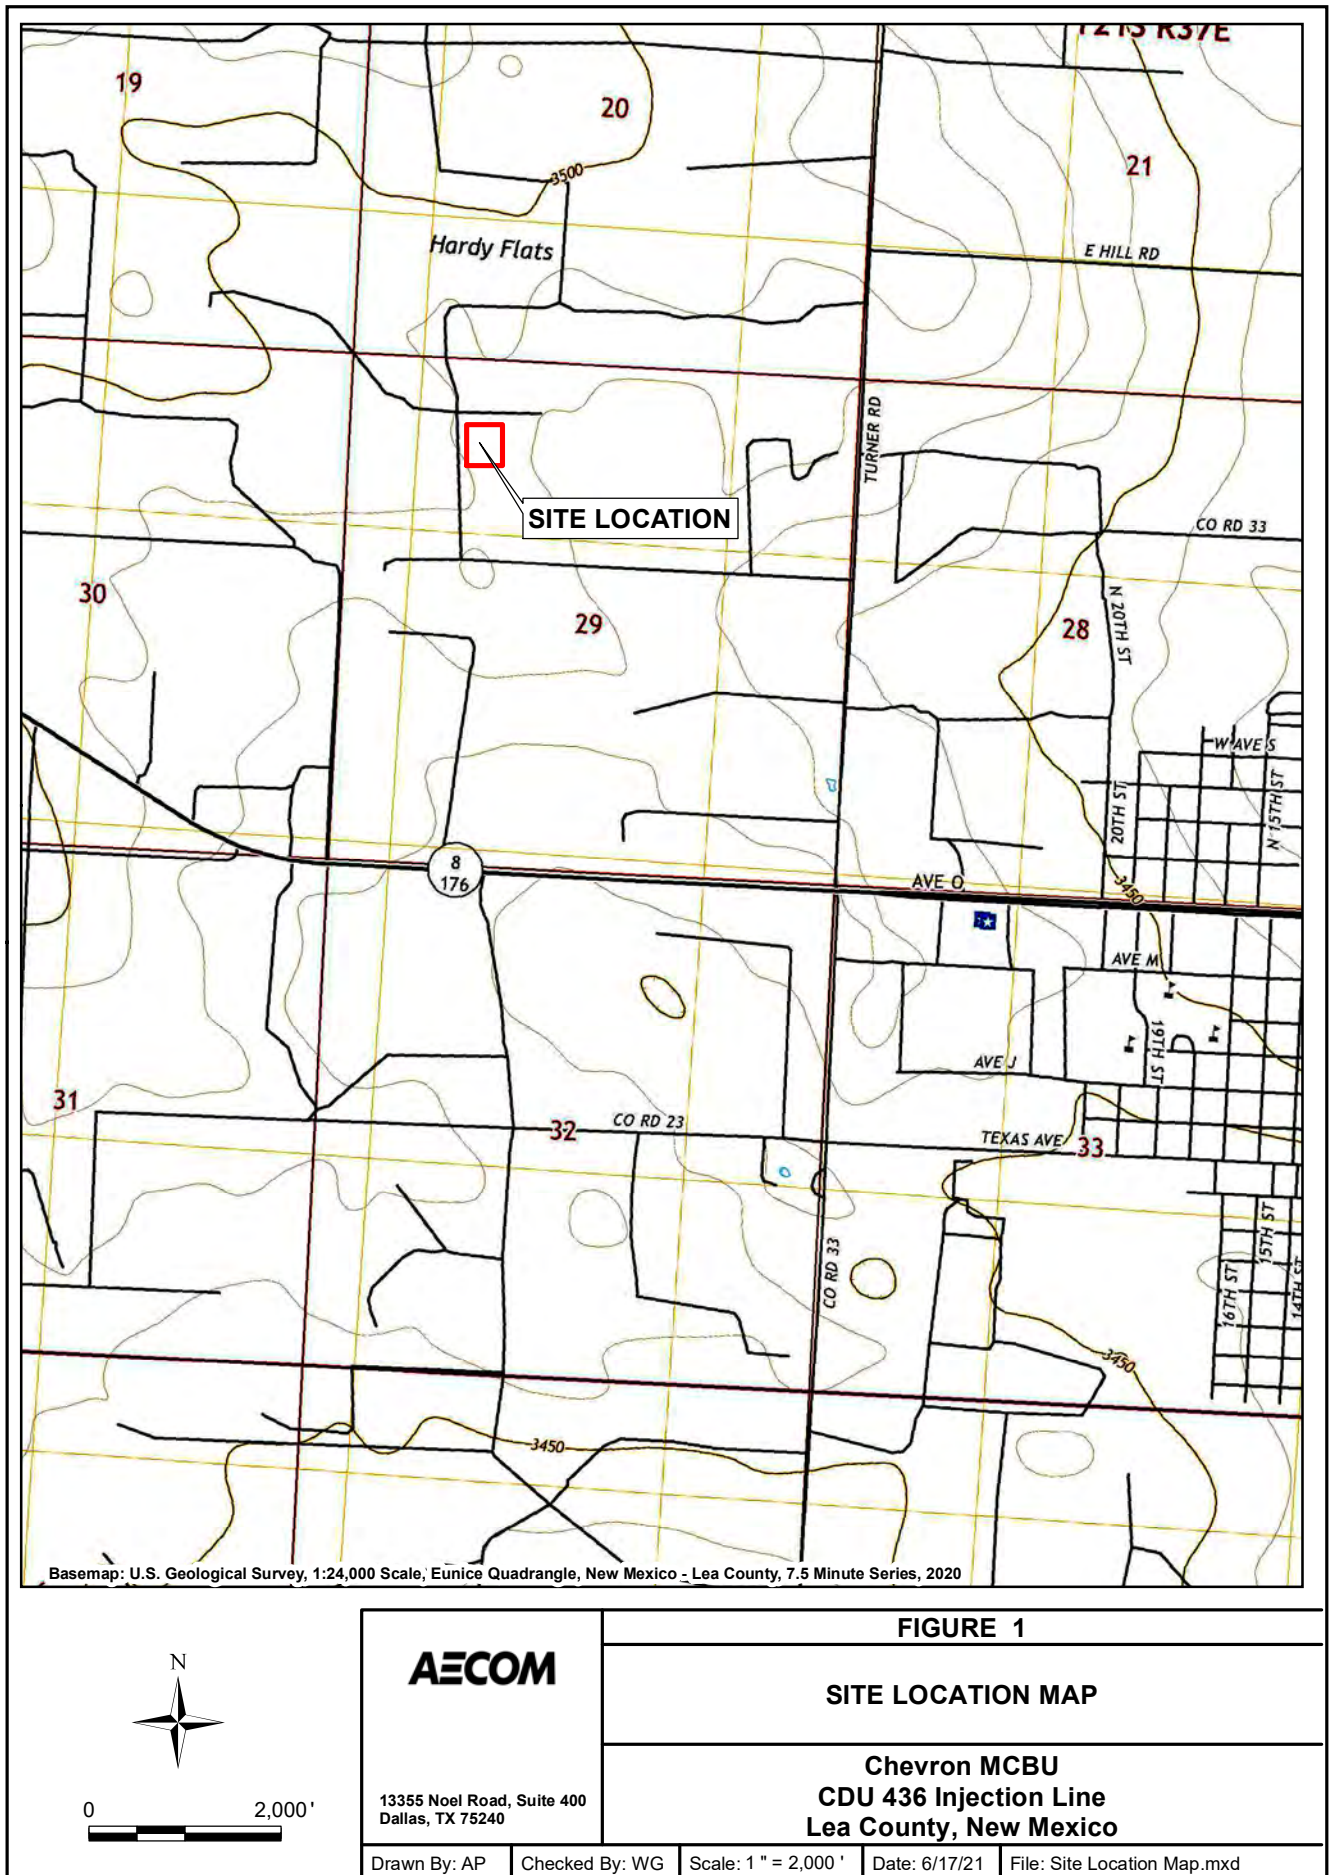 T21S R37E
19
20
21
3500
Hardy Flats
E HILL RD
TURNER RD
SITE LOCATION
CO RD 33
30
29
28
N 20TH ST
W AVE S
20TH ST
N 15TH ST
8
176
AVE O
3450
AVE M
19TH ST
AVE J
31
32
CO RD 23
TEXAS AVE
33
CO RD 33
16TH ST
15TH ST
14TH ST
3450
3450
Basemap: U.S. Geological Survey, 1:24,000 Scale, Eunice Quadrangle, New Mexico - Lea County, 7.5 Minute Series, 2020
N
0 2,000'
AECOM
13355 Noel Road, Suite 400
Dallas, TX 75240
FIGURE 1
SITE LOCATION MAP
Chevron MCBU
CDU 436 Injection Line
Lea County, New Mexico
Drawn By: AP
Checked By: WG
Scale: 1 " = 2,000 '
Date: 6/17/21
File: Site Location Map.mxd